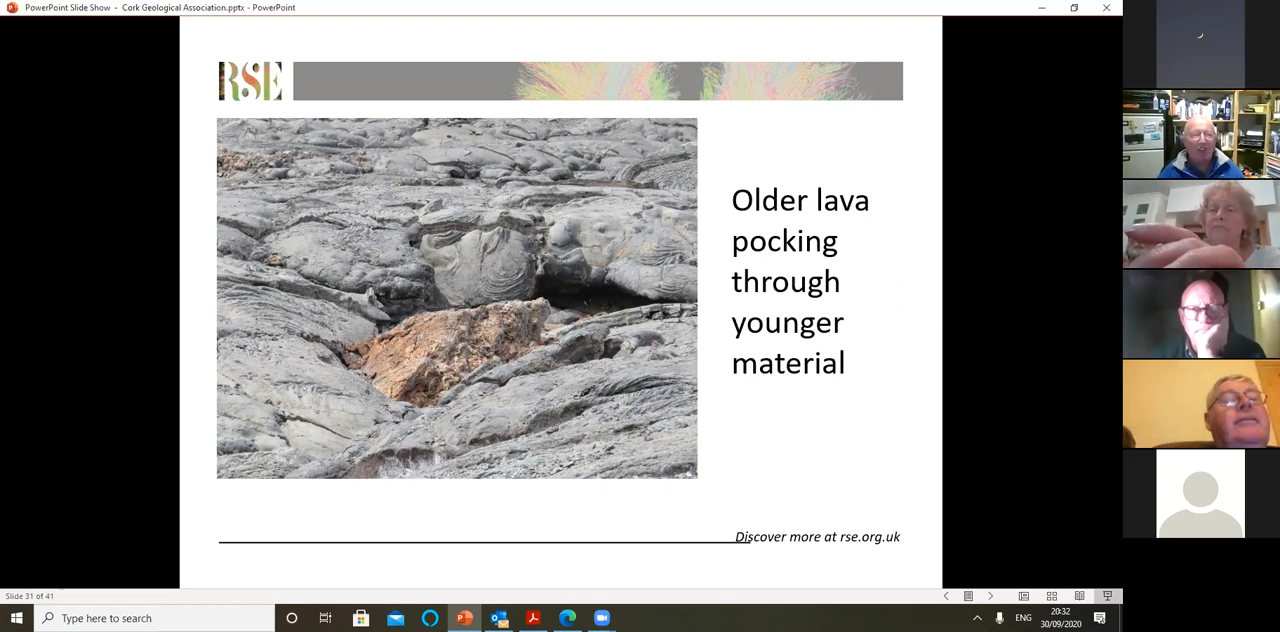 PowerPoint Slide Show - Cork Geological Association.pptx - PowerPoint
RSE
Older lava
pocking
through
younger
material
Discover more at rse.org.uk
Slide 31 of 41
Type here to search
ENG
20:32
30/09/2020